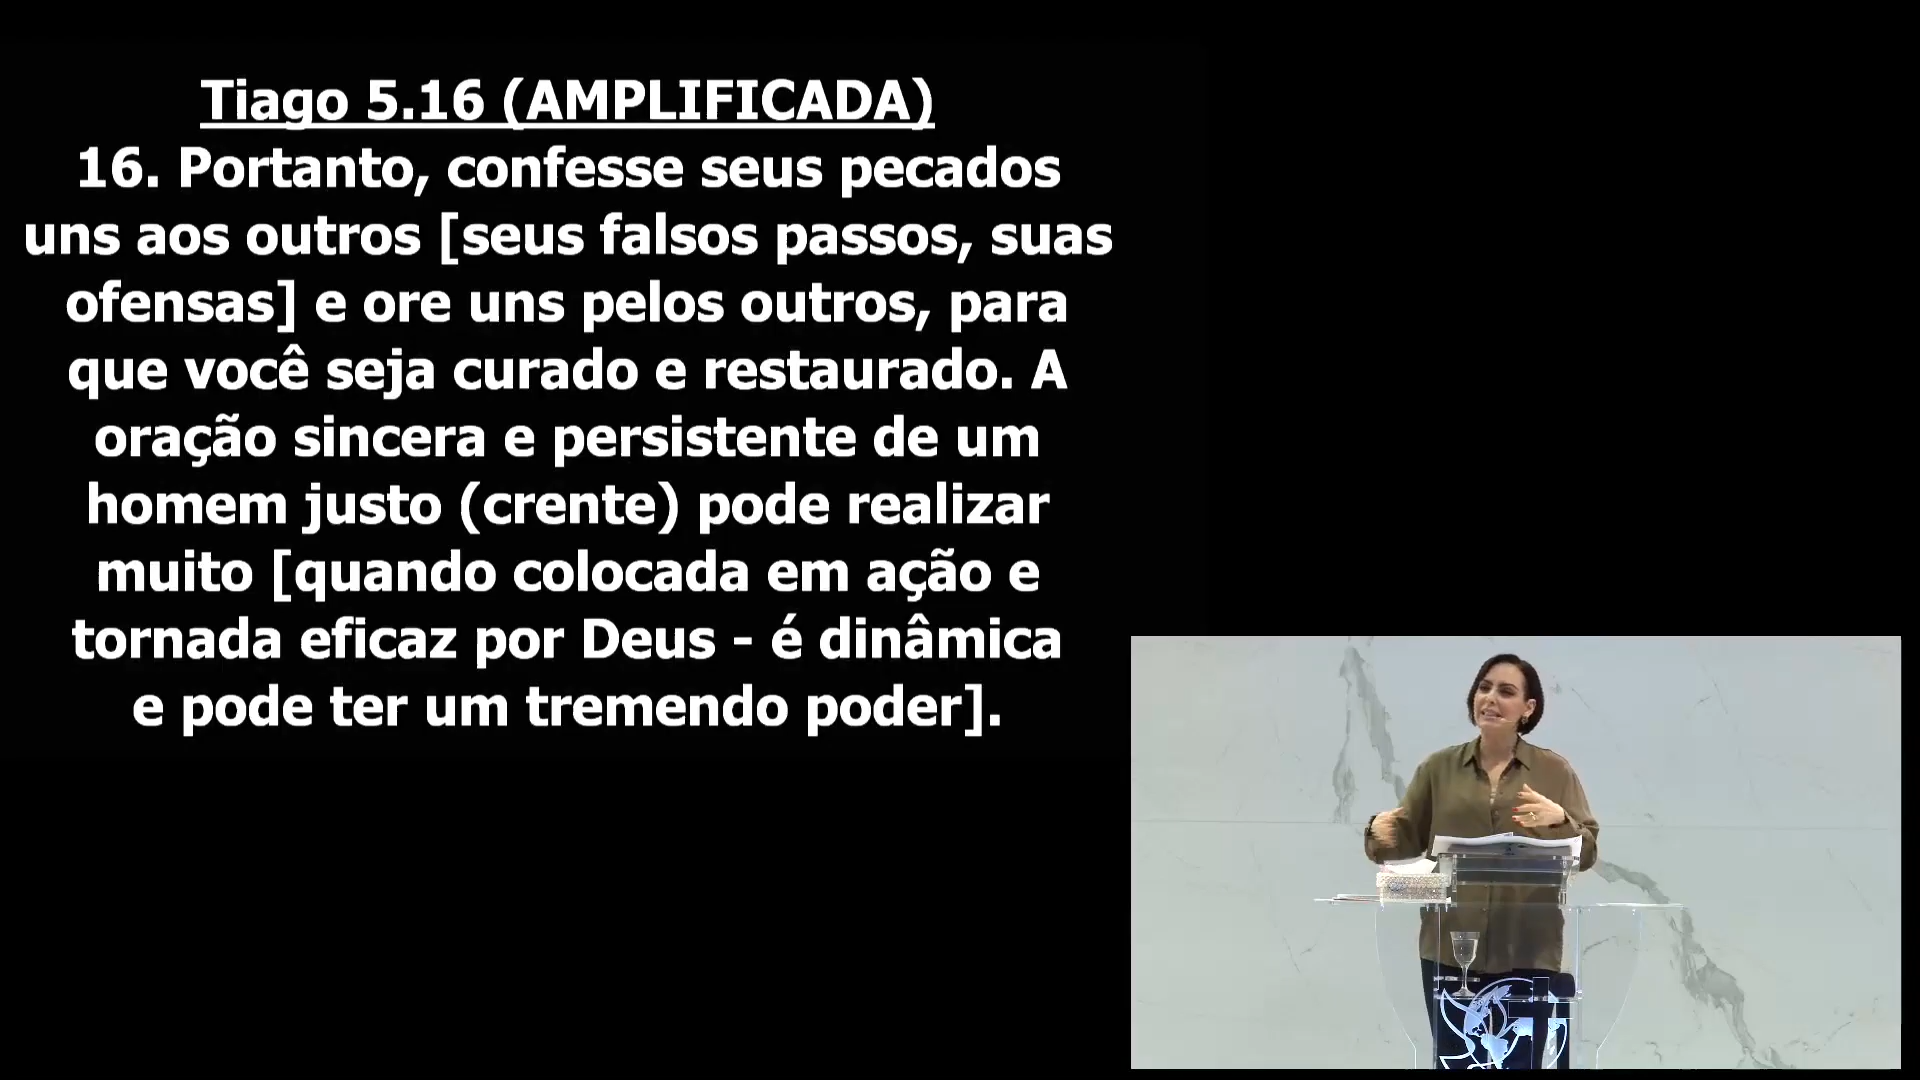 Tiago 5.16 (AMPLIFICADA)
16. Portanto, confesse seus pecados
uns aos outros [seus falsos passos, suas
ofensas] e ore uns pelos outros, para
que você seja curado e restaurado. A
oração sincera e persistente de um
homem justo (crente) pode realizar
muito [quando colocada em ação e
tornada eficaz por Deus - é dinâmica
e pode ter um tremendo poder].